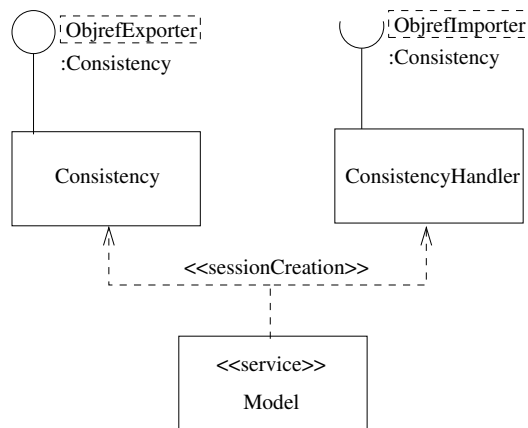 ObjrefExporter
:Consistency
ObjrefImporter
:Consistency
Consistency
ConsistencyHandler
<<sessionCreation>>
<<service>>
Model